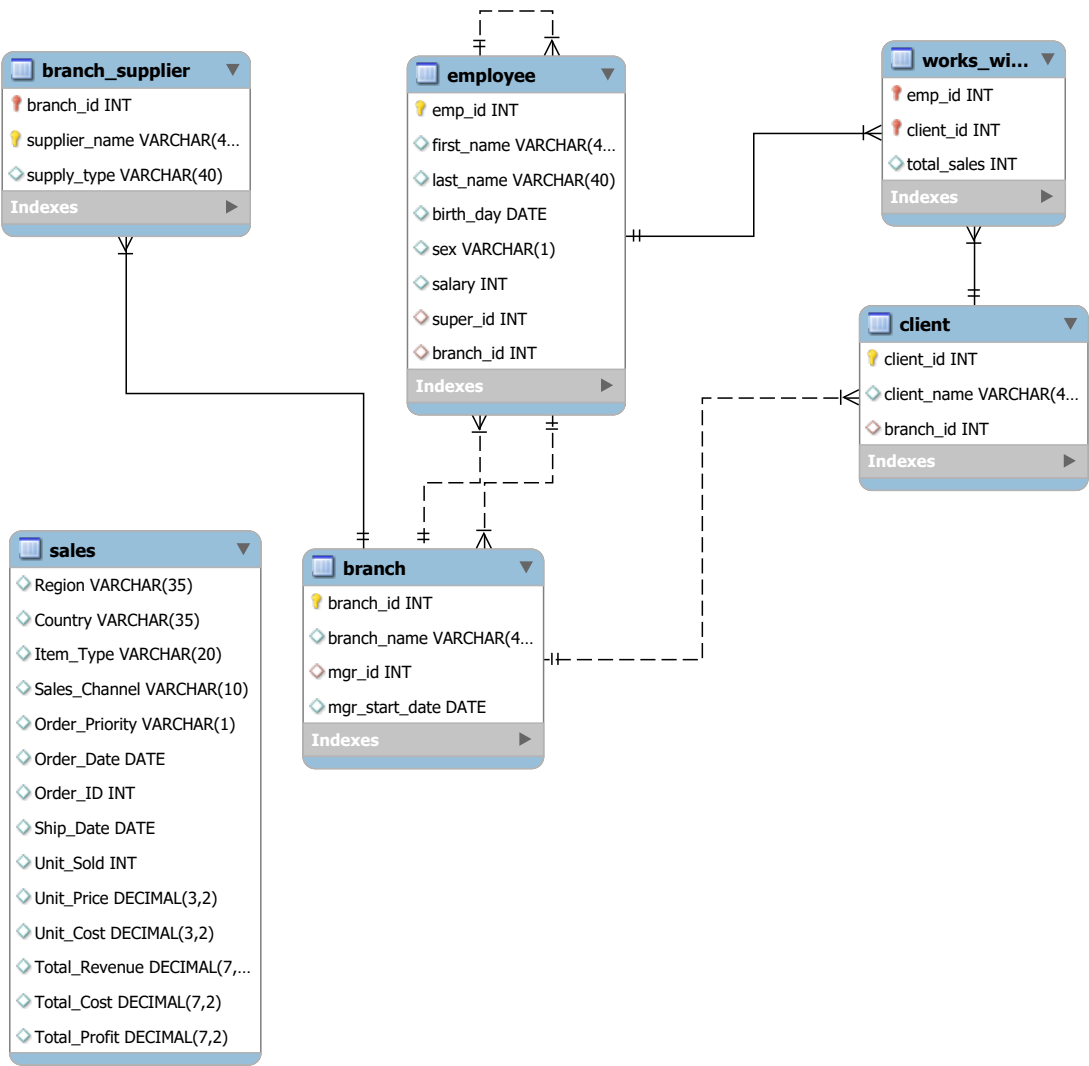 branch_supplier
branch_id INT
supplier_name VARCHAR(4...
supply_type VARCHAR(40)
Indexes
employee
emp_id INT
first_name VARCHAR(4...
last_name VARCHAR(40)
birth_day DATE
sex VARCHAR(1)
salary INT
super_id INT
branch_id INT
Indexes
works_wi...
emp_id INT
client_id INT
total_sales INT
Indexes
client
client_id INT
client_name VARCHAR(4...
branch_id INT
Indexes
sales
Region VARCHAR(35)
Country VARCHAR(35)
Item_Type VARCHAR(20)
Sales_Channel VARCHAR(10)
Order_Priority VARCHAR(1)
Order_Date DATE
Order_ID INT
Ship_Date DATE
Unit_Sold INT
Unit_Price DECIMAL(3,2)
Unit_Cost DECIMAL(3,2)
Total_Revenue DECIMAL(7,...
Total_Cost DECIMAL(7,2)
Total_Profit DECIMAL(7,2)
branch
branch_id INT
branch_name VARCHAR(4...
mgr_id INT
mgr_start_date DATE
Indexes